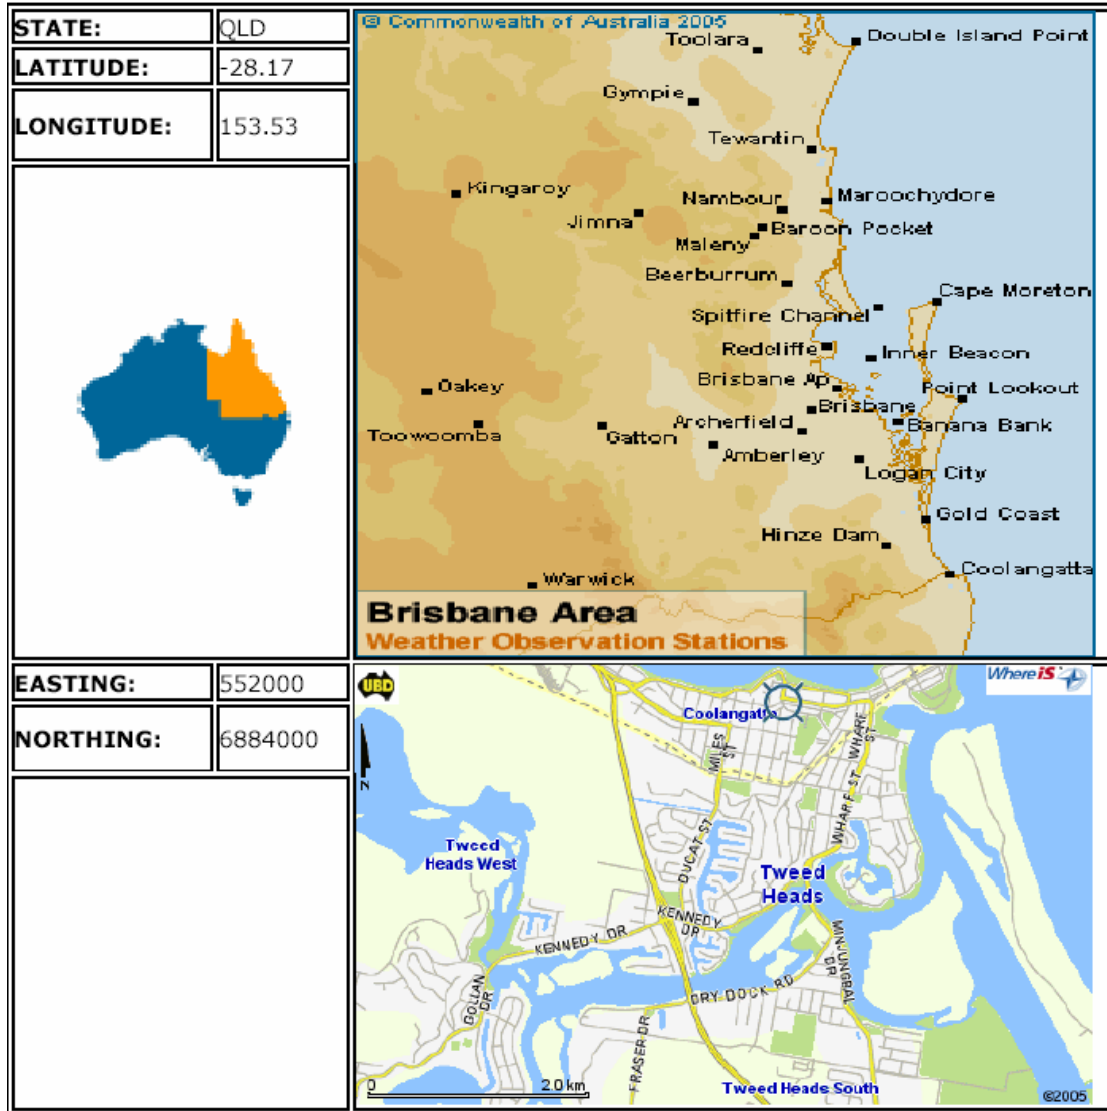 STATE: QLD
LATITUDE: -28.17
LONGITUDE: 153.53
© Commonwealth of Australia 2005
Toolara
Double Island Point
Gympie
Tewantin
Kingaroy
Nambour
Maroochydore
Jimna
Baroon Pocket
Maleny
Beerburrum
Cape Moreton
Spitfire Channel
Redcliffe
Inner Beacon
Brisbane Ap
Oakey
Point Lookout
Brisbane
Archerfield
Banana Bank
Toowoomba
Gatton
Amberley
Logan City
Gold Coast
Hinze Dam
Coolangatta
Warwick
Brisbane Area
Weather Observation Stations
EASTING: 552000
NORTHING: 6884000
UBD
Whereis
Coolangatta
MILES ST
WHARF ST
N
WHARF ST
DUCAT ST
Tweed
Heads West
Tweed
Heads
KENNEDY DR
KENNEDY DR
MINJUNGBAL DR
GOLLAN DR
DRY DOCK RD
FRASER DR
0 2.0 km
Tweed Heads South
©2005